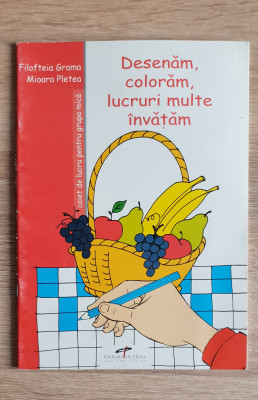 Filofteia Grama
Mioara Pletea
Desenăm,
colorăm,
lucruri multe
învățăm
caiet de lucru pentru grupa mică